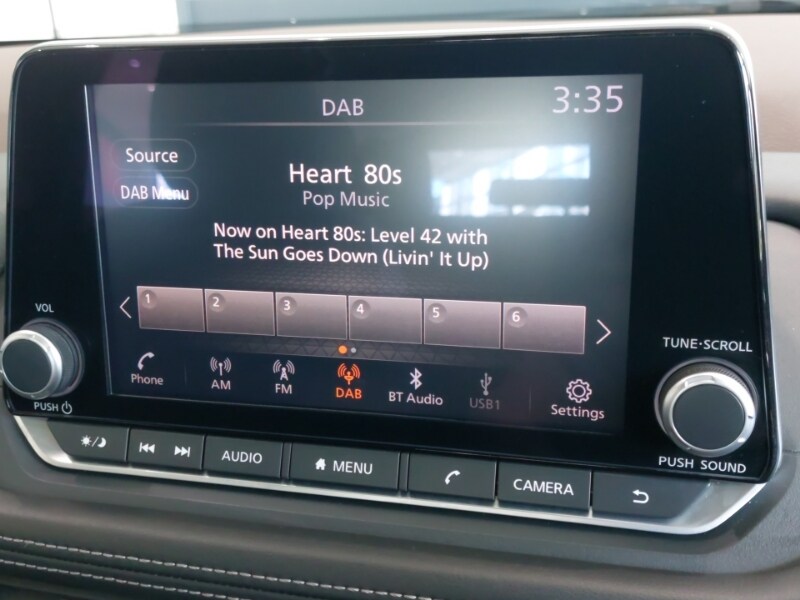 DAB
3:35
Source
DAB Menu
Heart 80s
Pop Music
Now on Heart 80s: Level 42 with
The Sun Goes Down (Livin' It Up)
1 2 3 4 5 6
Phone AM FM DAB BT Audio USB1 Settings
VOL
PUSH
TUNE·SCROLL
PUSH SOUND
AUDIO MENU CAMERA